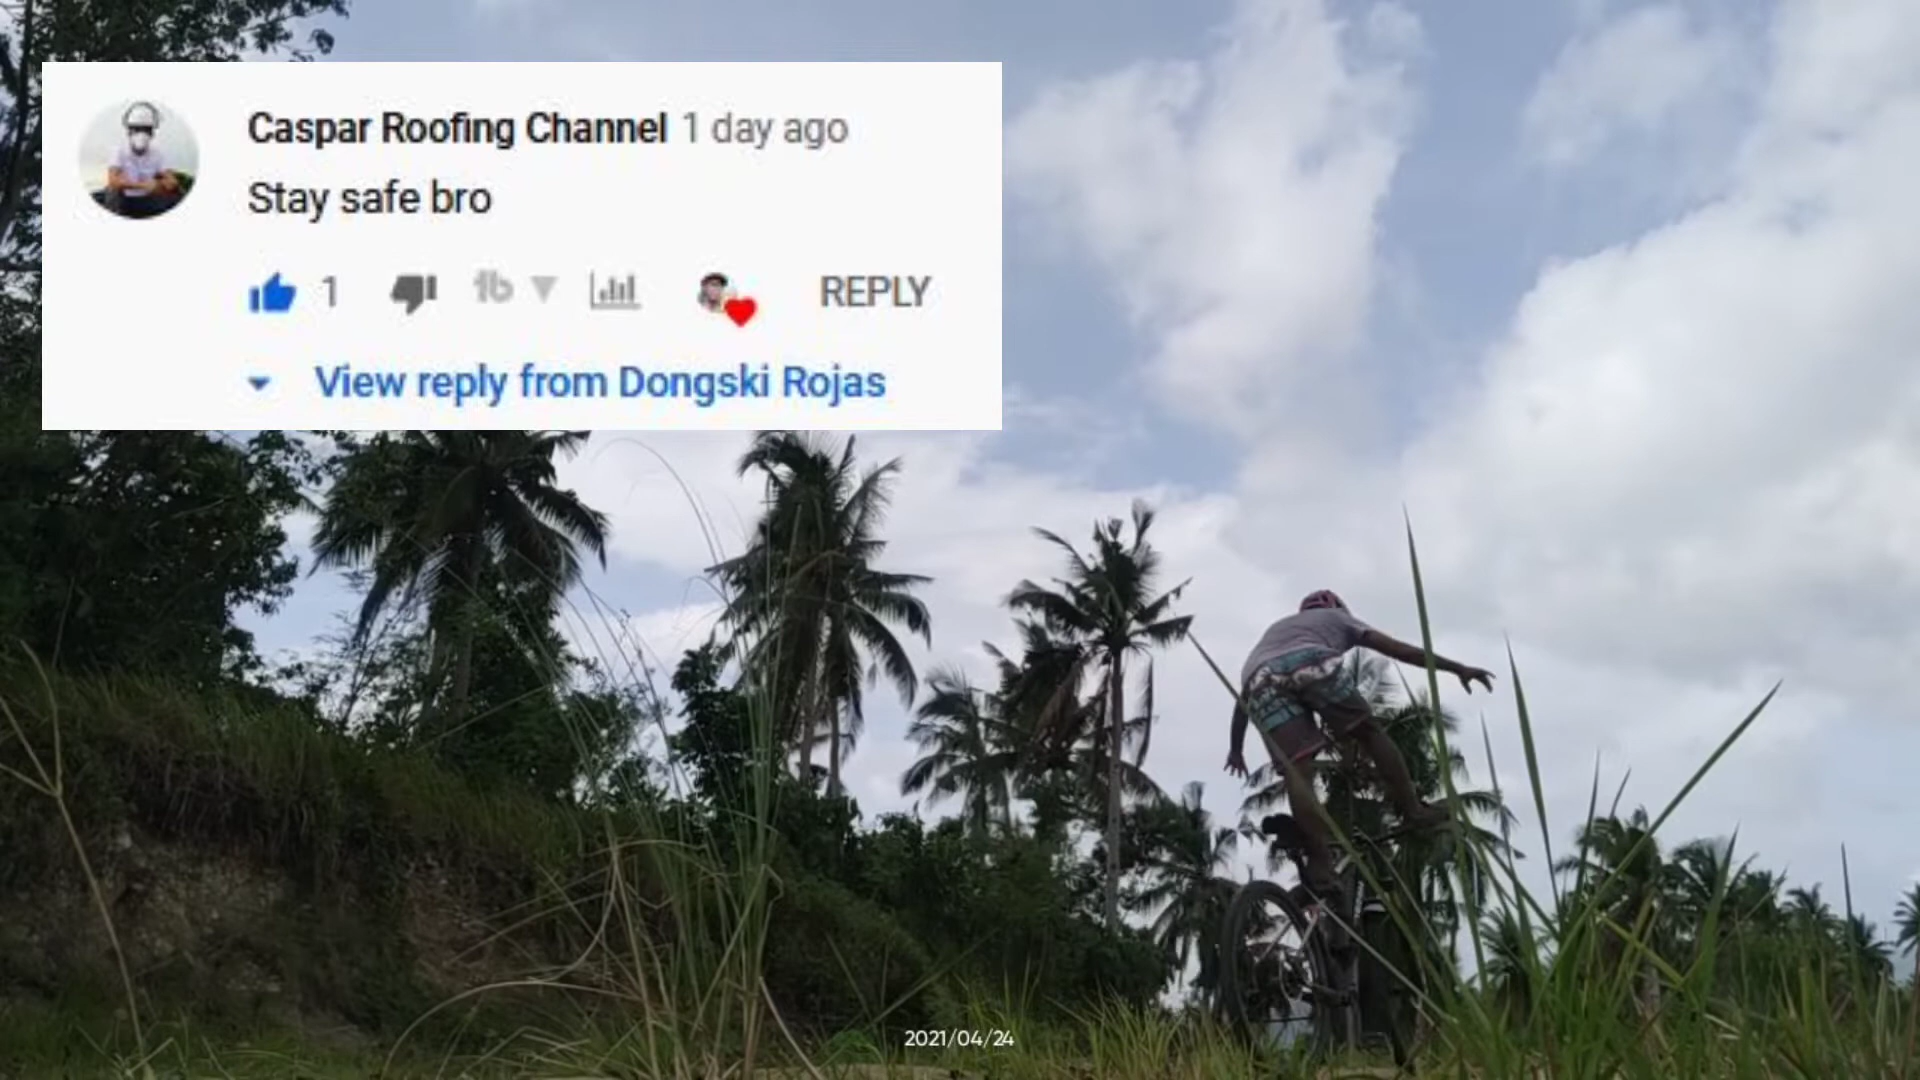 Caspar Roofing Channel 1 day ago
Stay safe bro
1 REPLY
View reply from Dongski Rojas
2021/04/24